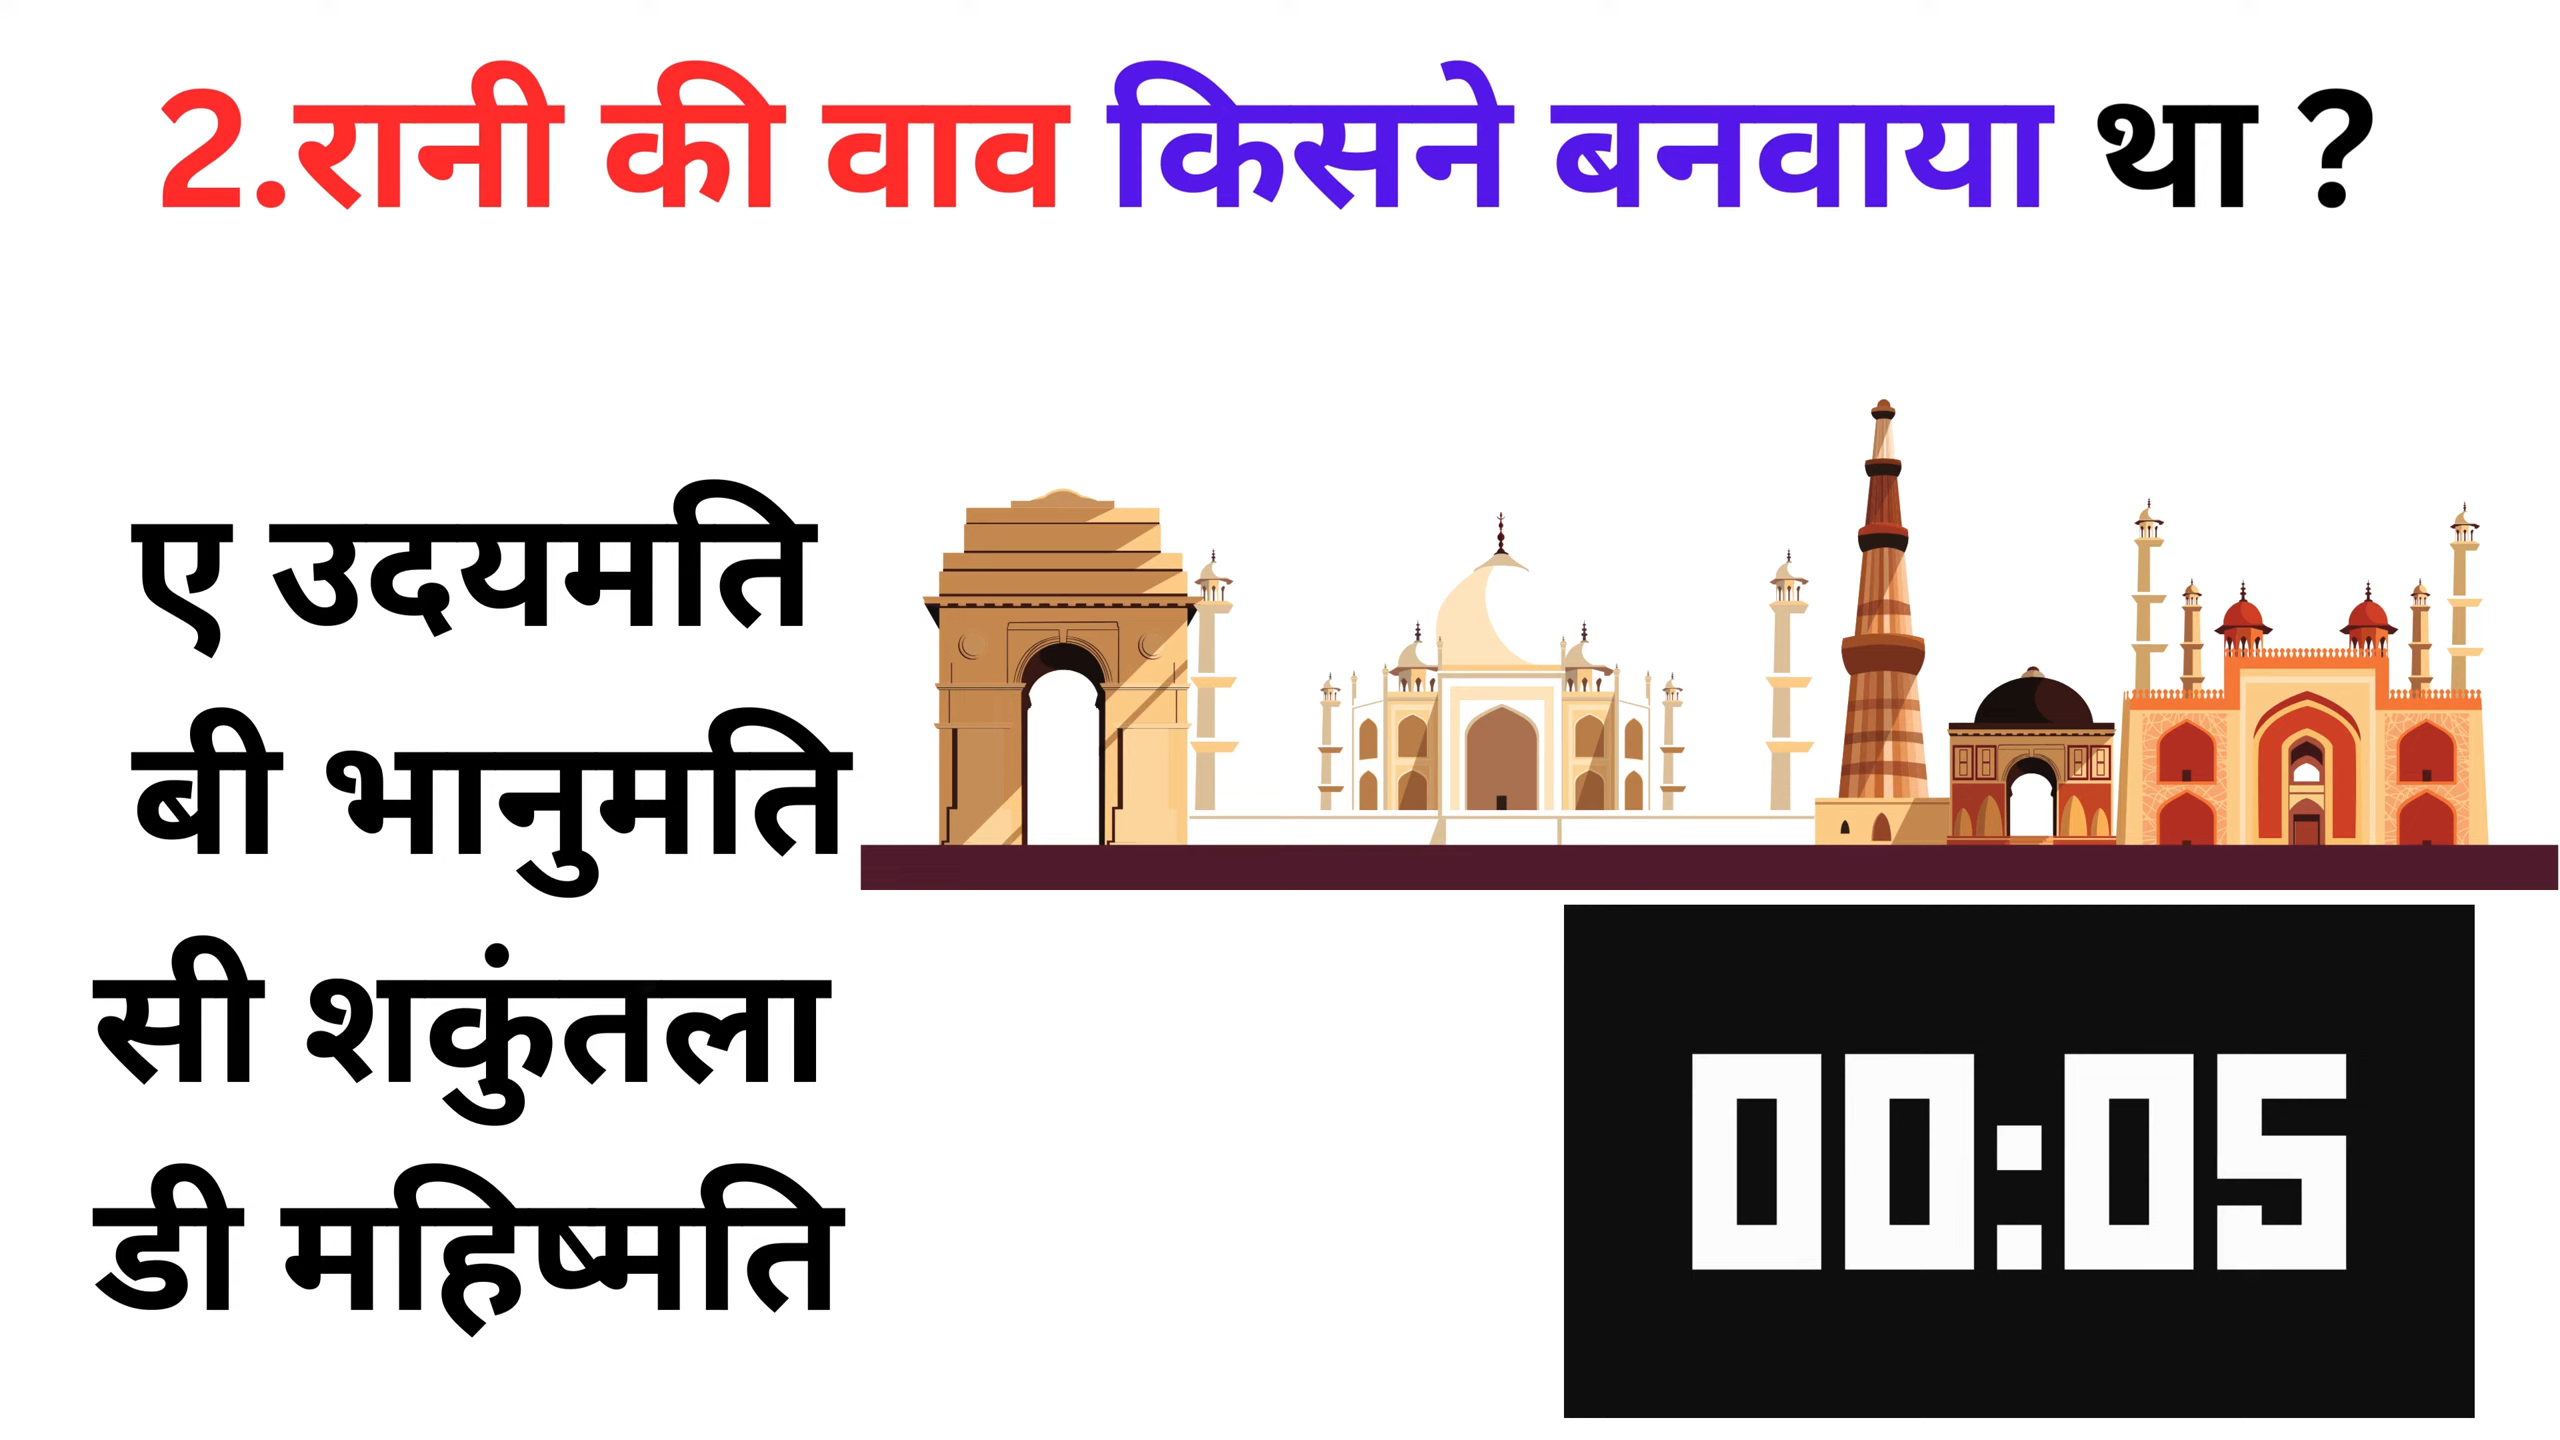 2.रानी की वाव किसने बनवाया था ?
ए उदयमति
बी भानुमति
सी शकुंतला
डी महिष्मति
00:05